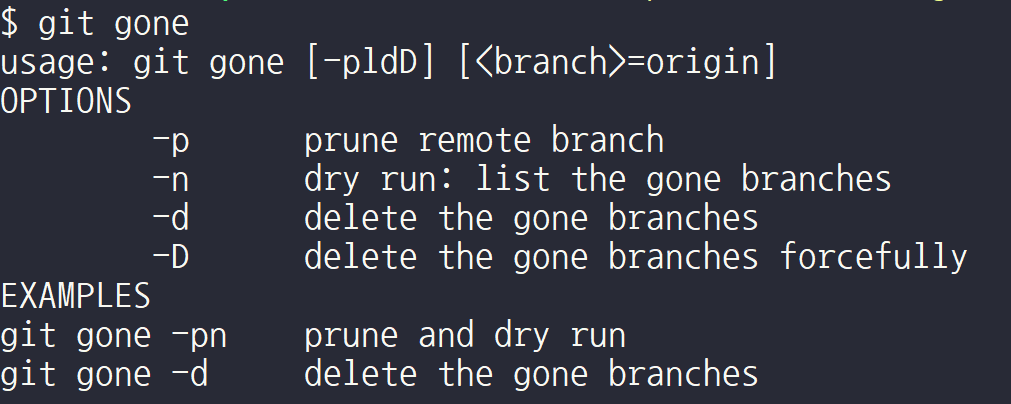 $ git gone
usage: git gone [-pldD] [<branch>=origin]
OPTIONS
-p prune remote branch
-n dry run: list the gone branches
-d delete the gone branches
-D delete the gone branches forcefully
EXAMPLES
git gone -pn prune and dry run
git gone -d delete the gone branches